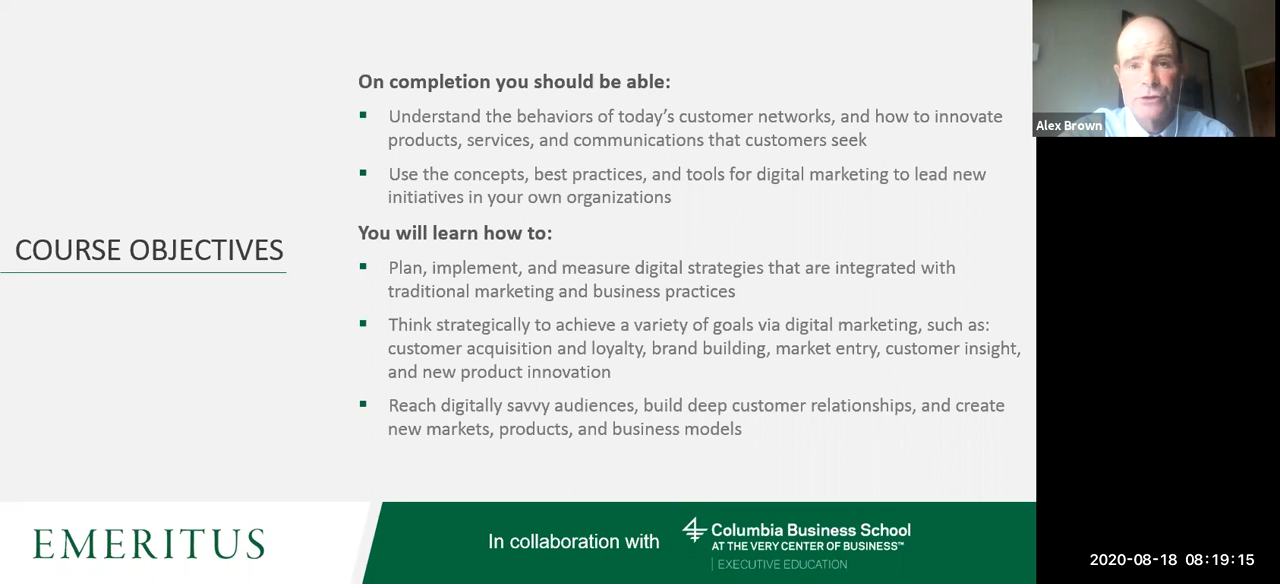 COURSE OBJECTIVES
On completion you should be able:
▪ Understand the behaviors of today's customer networks, and how to innovate
products, services, and communications that customers seek
▪ Use the concepts, best practices, and tools for digital marketing to lead new
initiatives in your own organizations
You will learn how to:
▪ Plan, implement, and measure digital strategies that are integrated with
traditional marketing and business practices
▪ Think strategically to achieve a variety of goals via digital marketing, such as:
customer acquisition and loyalty, brand building, market entry, customer insight,
and new product innovation
▪ Reach digitally savvy audiences, build deep customer relationships, and create
new markets, products, and business models
Alex Brown
EMERITUS
In collaboration with
Columbia Business School
AT THE VERY CENTER OF BUSINESS™
EXECUTIVE EDUCATION
2020-08-18 08:19:15